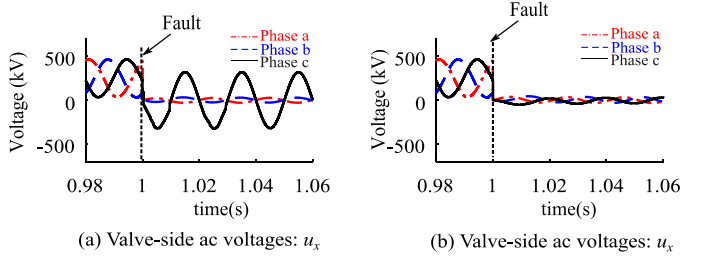 Fault
Phase a
Phase b
Phase c
Voltage (kV)
500
0
-500
0.98
1
1.02
1.04
1.06
time(s)
(a) Valve-side ac voltages: uₓ
Fault
Phase a
Phase b
Phase c
Voltage (kV)
500
0
-500
0.98
1
1.02
1.04
1.06
time(s)
(b) Valve-side ac voltages: uₓ